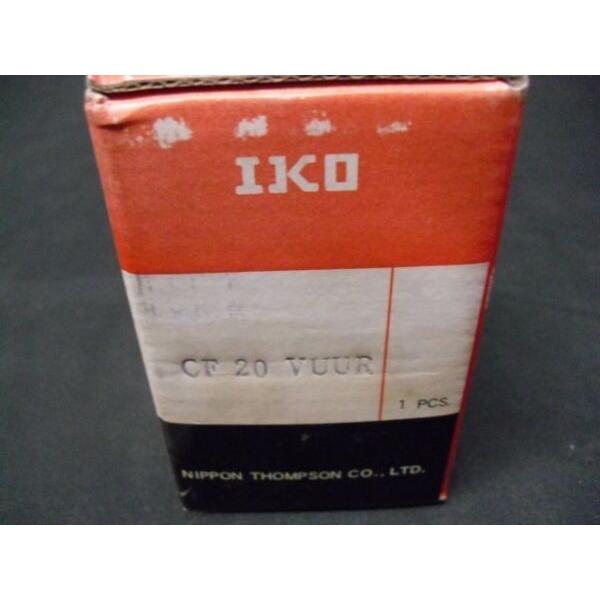 IKO
CF 20 VUUR
1 PCS.
NIPPON THOMPSON CO., LTD.